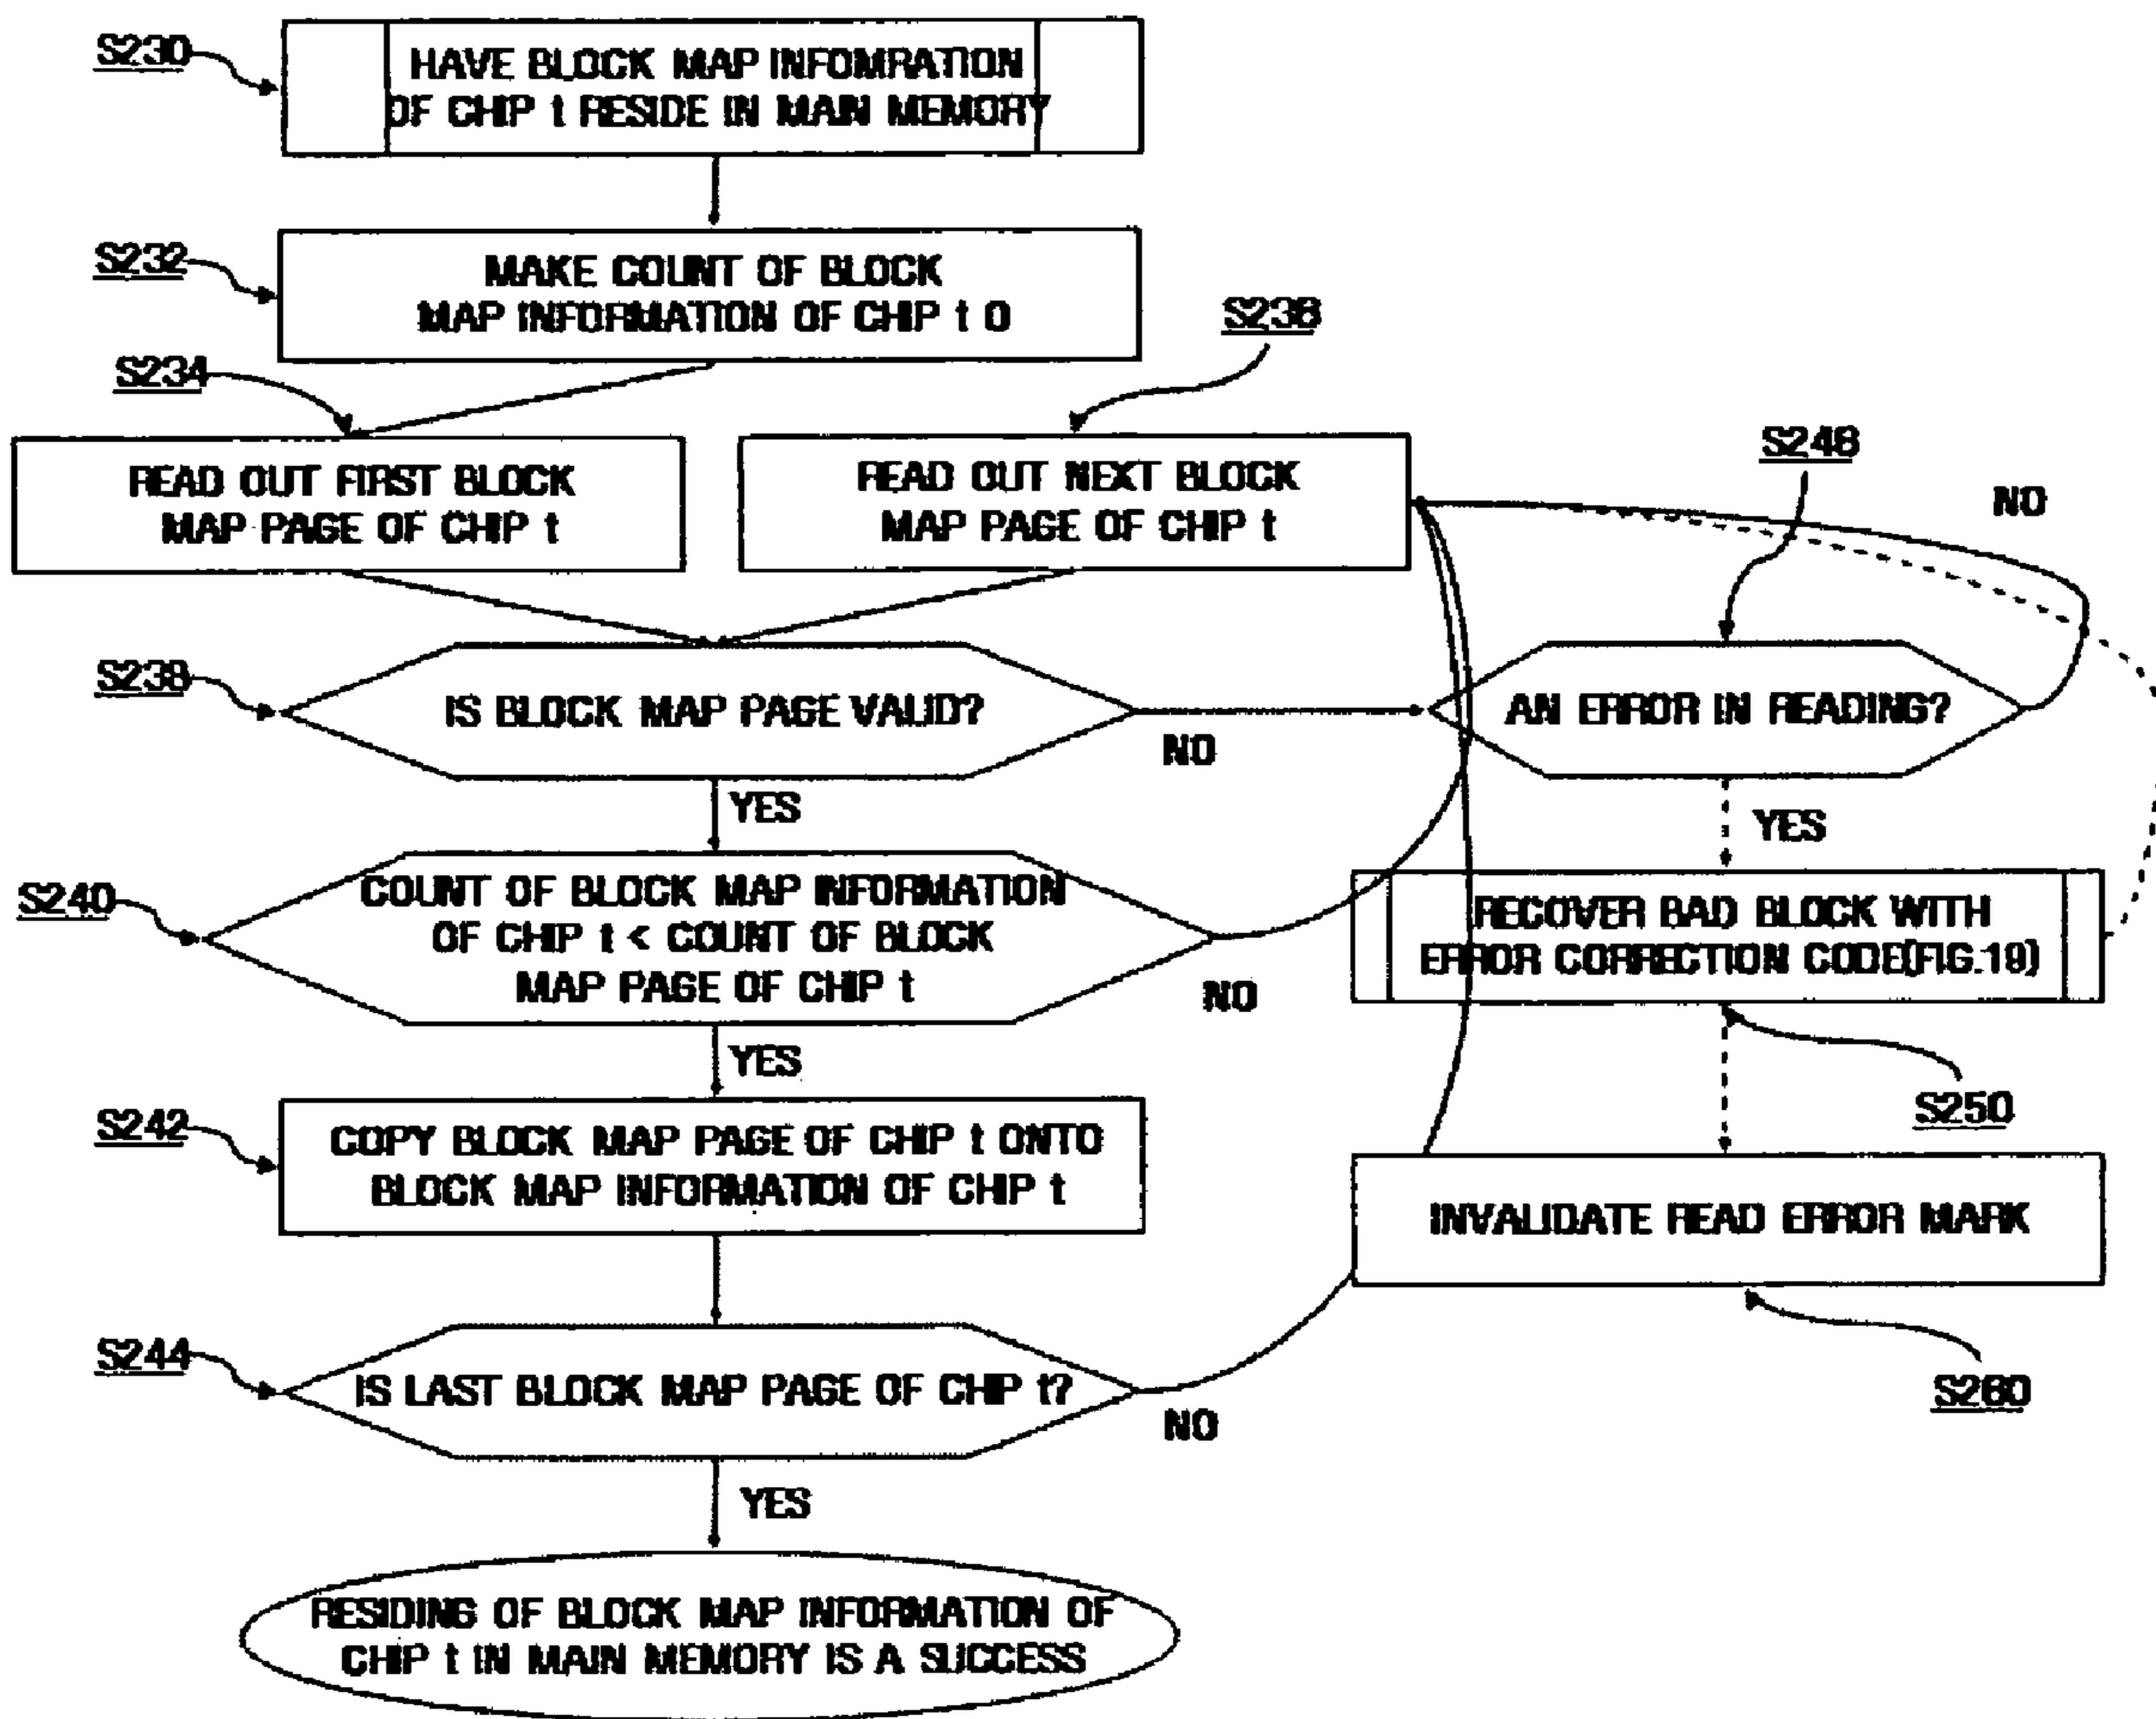 S230
HAVE BLOCK MAP INFOMRATION
OF CHIP t RESIDE IN MAIN MEMORY
S232
MAKE COUNT OF BLOCK
MAP INFORMATION OF CHIP t 0
S234
READ OUT FIRST BLOCK
MAP PAGE OF CHIP t
S236
READ OUT NEXT BLOCK
MAP PAGE OF CHIP t
S238
IS BLOCK MAP PAGE VALID?
NO
YES
S248
NO
AN ERROR IN READING?
YES
S240
COUNT OF BLOCK MAP INFORMATION
OF CHIP t < COUNT OF BLOCK
MAP PAGE OF CHIP t
NO
YES
RECOVER BAD BLOCK WITH
ERROR CORRECTION CODE(FIG.19)
S250
S242
COPY BLOCK MAP PAGE OF CHIP t ONTO
BLOCK MAP INFORMATION OF CHIP t
INVALIDATE READ ERROR MARK
S260
S244
IS LAST BLOCK MAP PAGE OF CHIP t?
NO
YES
RESIDING OF BLOCK MAP INFORMATION OF
CHIP t IN MAIN MEMORY IS A SUCCESS